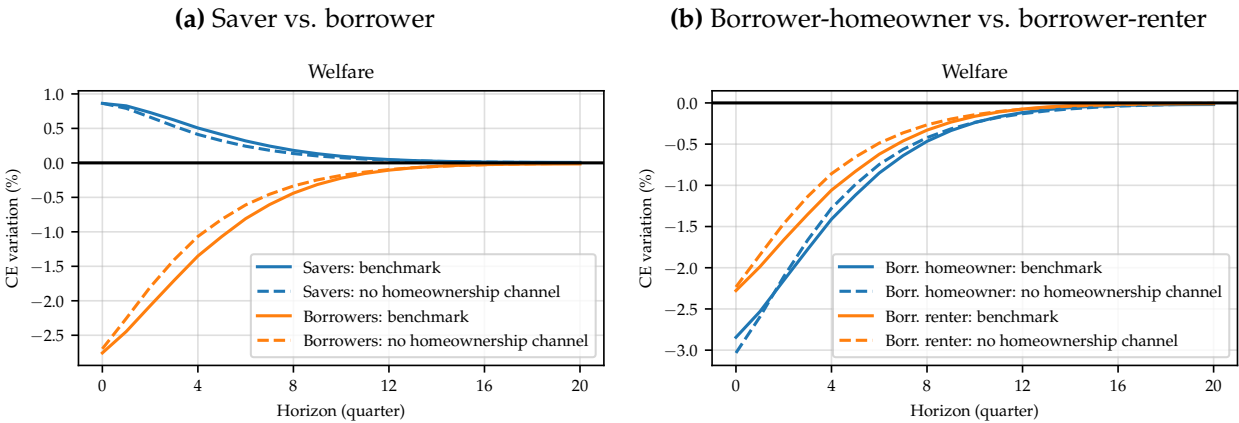 (a) Saver vs. borrower
Welfare
CE variation (%)
1.0
0.5
0.0
−0.5
−1.0
−1.5
−2.0
−2.5
Savers: benchmark
Savers: no homeownership channel
Borrowers: benchmark
Borrowers: no homeownership channel
0 4 8 12 16 20
Horizon (quarter)
(b) Borrower-homeowner vs. borrower-renter
Welfare
CE variation (%)
0.0
−0.5
−1.0
−1.5
−2.0
−2.5
−3.0
Borr. homeowner: benchmark
Borr. homeowner: no homeownership channel
Borr. renter: benchmark
Borr. renter: no homeownership channel
0 4 8 12 16 20
Horizon (quarter)